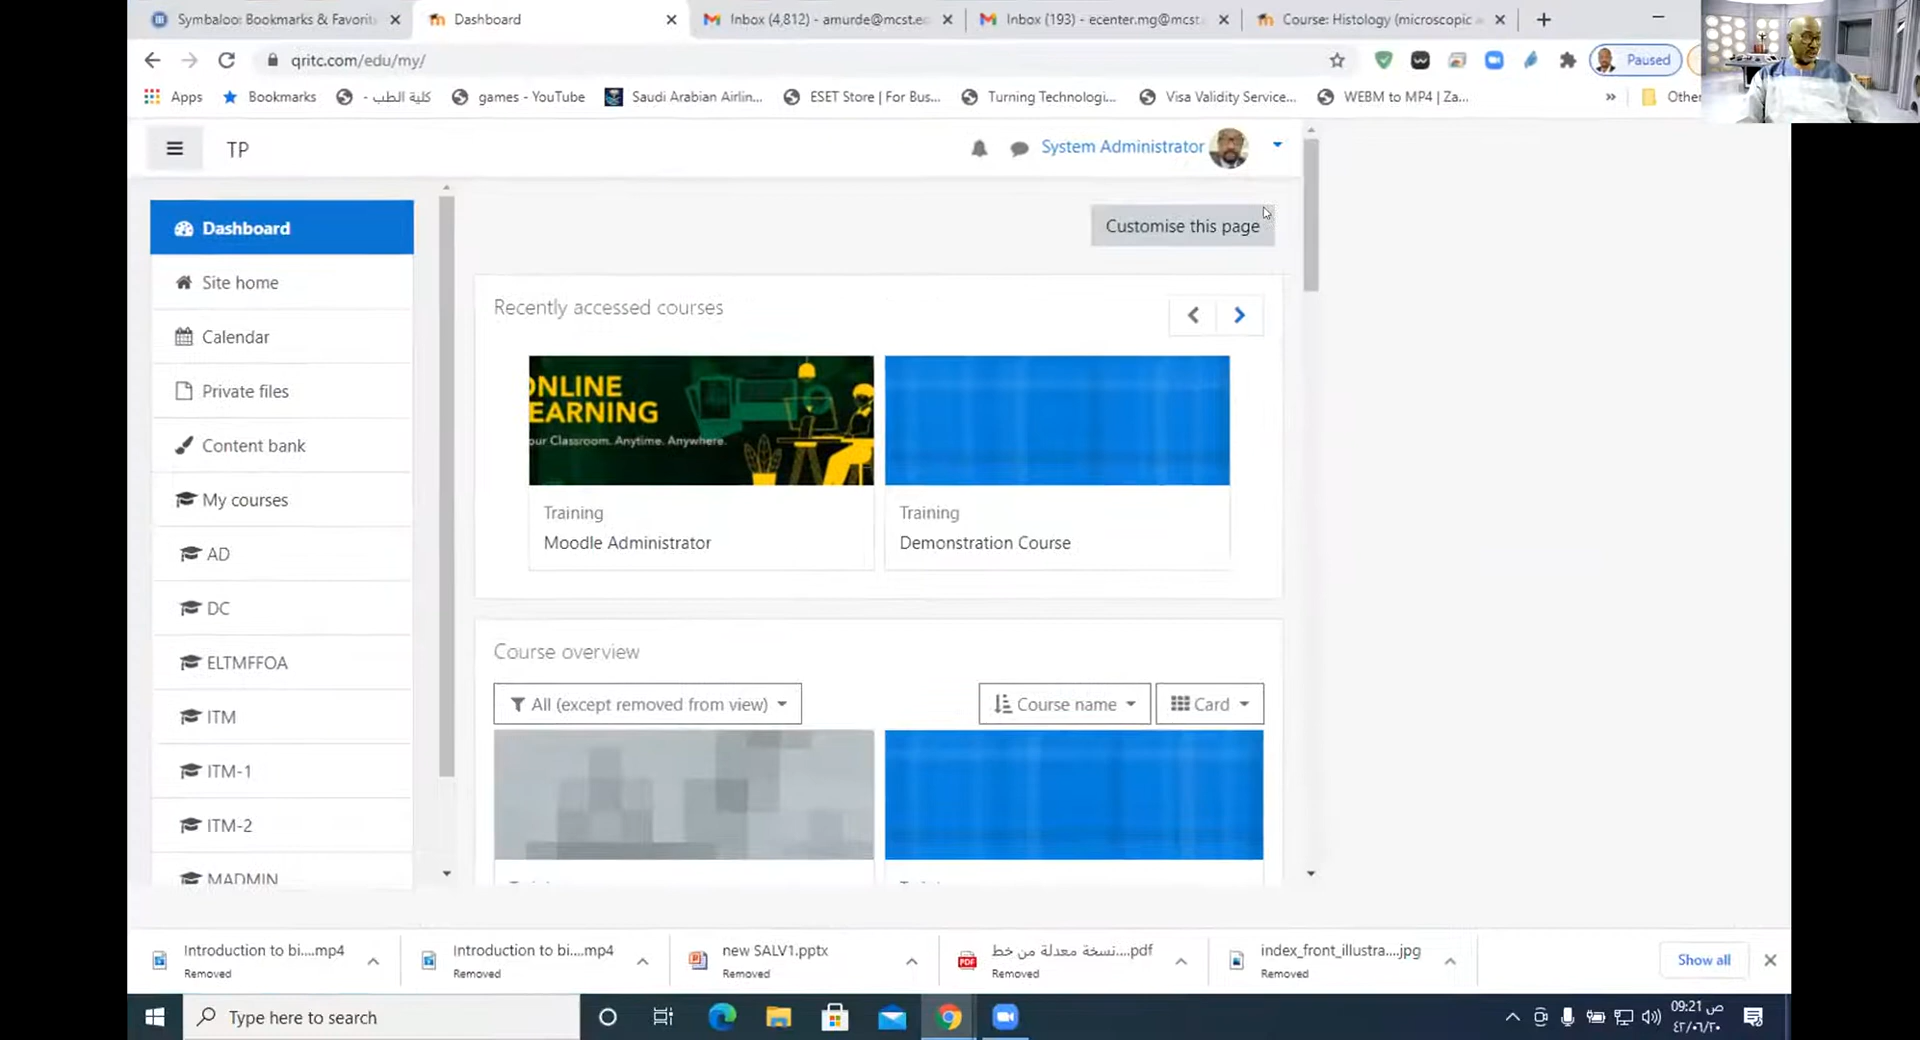 Symbaloo: Bookmarks & Favorit
Dashboard
Inbox (4,812) - amurde@mcst.e
Inbox (193) - ecenter.mg@mcst.
Course: Histology (microscopic
qritc.com/edu/my/
Paused
Apps
Bookmarks
كلية الطب -
games - YouTube
Saudi Arabian Airlin...
ESET Store | For Bus...
Turning Technologi...
Visa Validity Service...
WEBM to MP4 | Za...
»
Other
TP
System Administrator
Customise this page
Dashboard
Site home
Calendar
Private files
Content bank
My courses
AD
DC
ELTMFFOA
ITM
ITM-1
ITM-2
MADMIN
Recently accessed courses
ONLINE
LEARNING
our Classroom. Anytime. Anywhere.
Training
Moodle Administrator
Training
Demonstration Course
Course overview
All (except removed from view)
Course name
Card
Introduction to bi....mp4
Removed
Introduction to bi....mp4
Removed
new SALV1.pptx
Removed
نسخة معدلة من خط....pdf
Removed
index_front_illustra....jpg
Removed
Show all
Type here to search
09:21 ص
٤٢/٠٦/٢٠